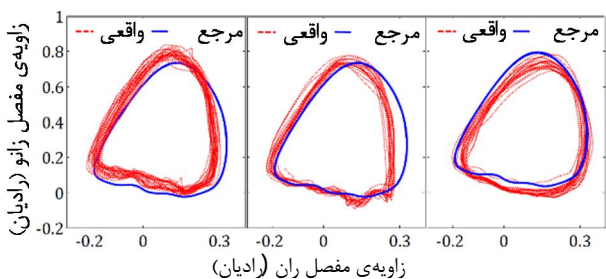 مرجع واقعی مرجع واقعی مرجع واقعی
1
0.8
0.6
0.4
0.2
0
-0.2
زاویه‌ی مفصل زانو (رادیان)
-0.2 0 0.3 -0.2 0 0.3 -0.2 0 0.3
زاویه‌ی مفصل ران (رادیان)